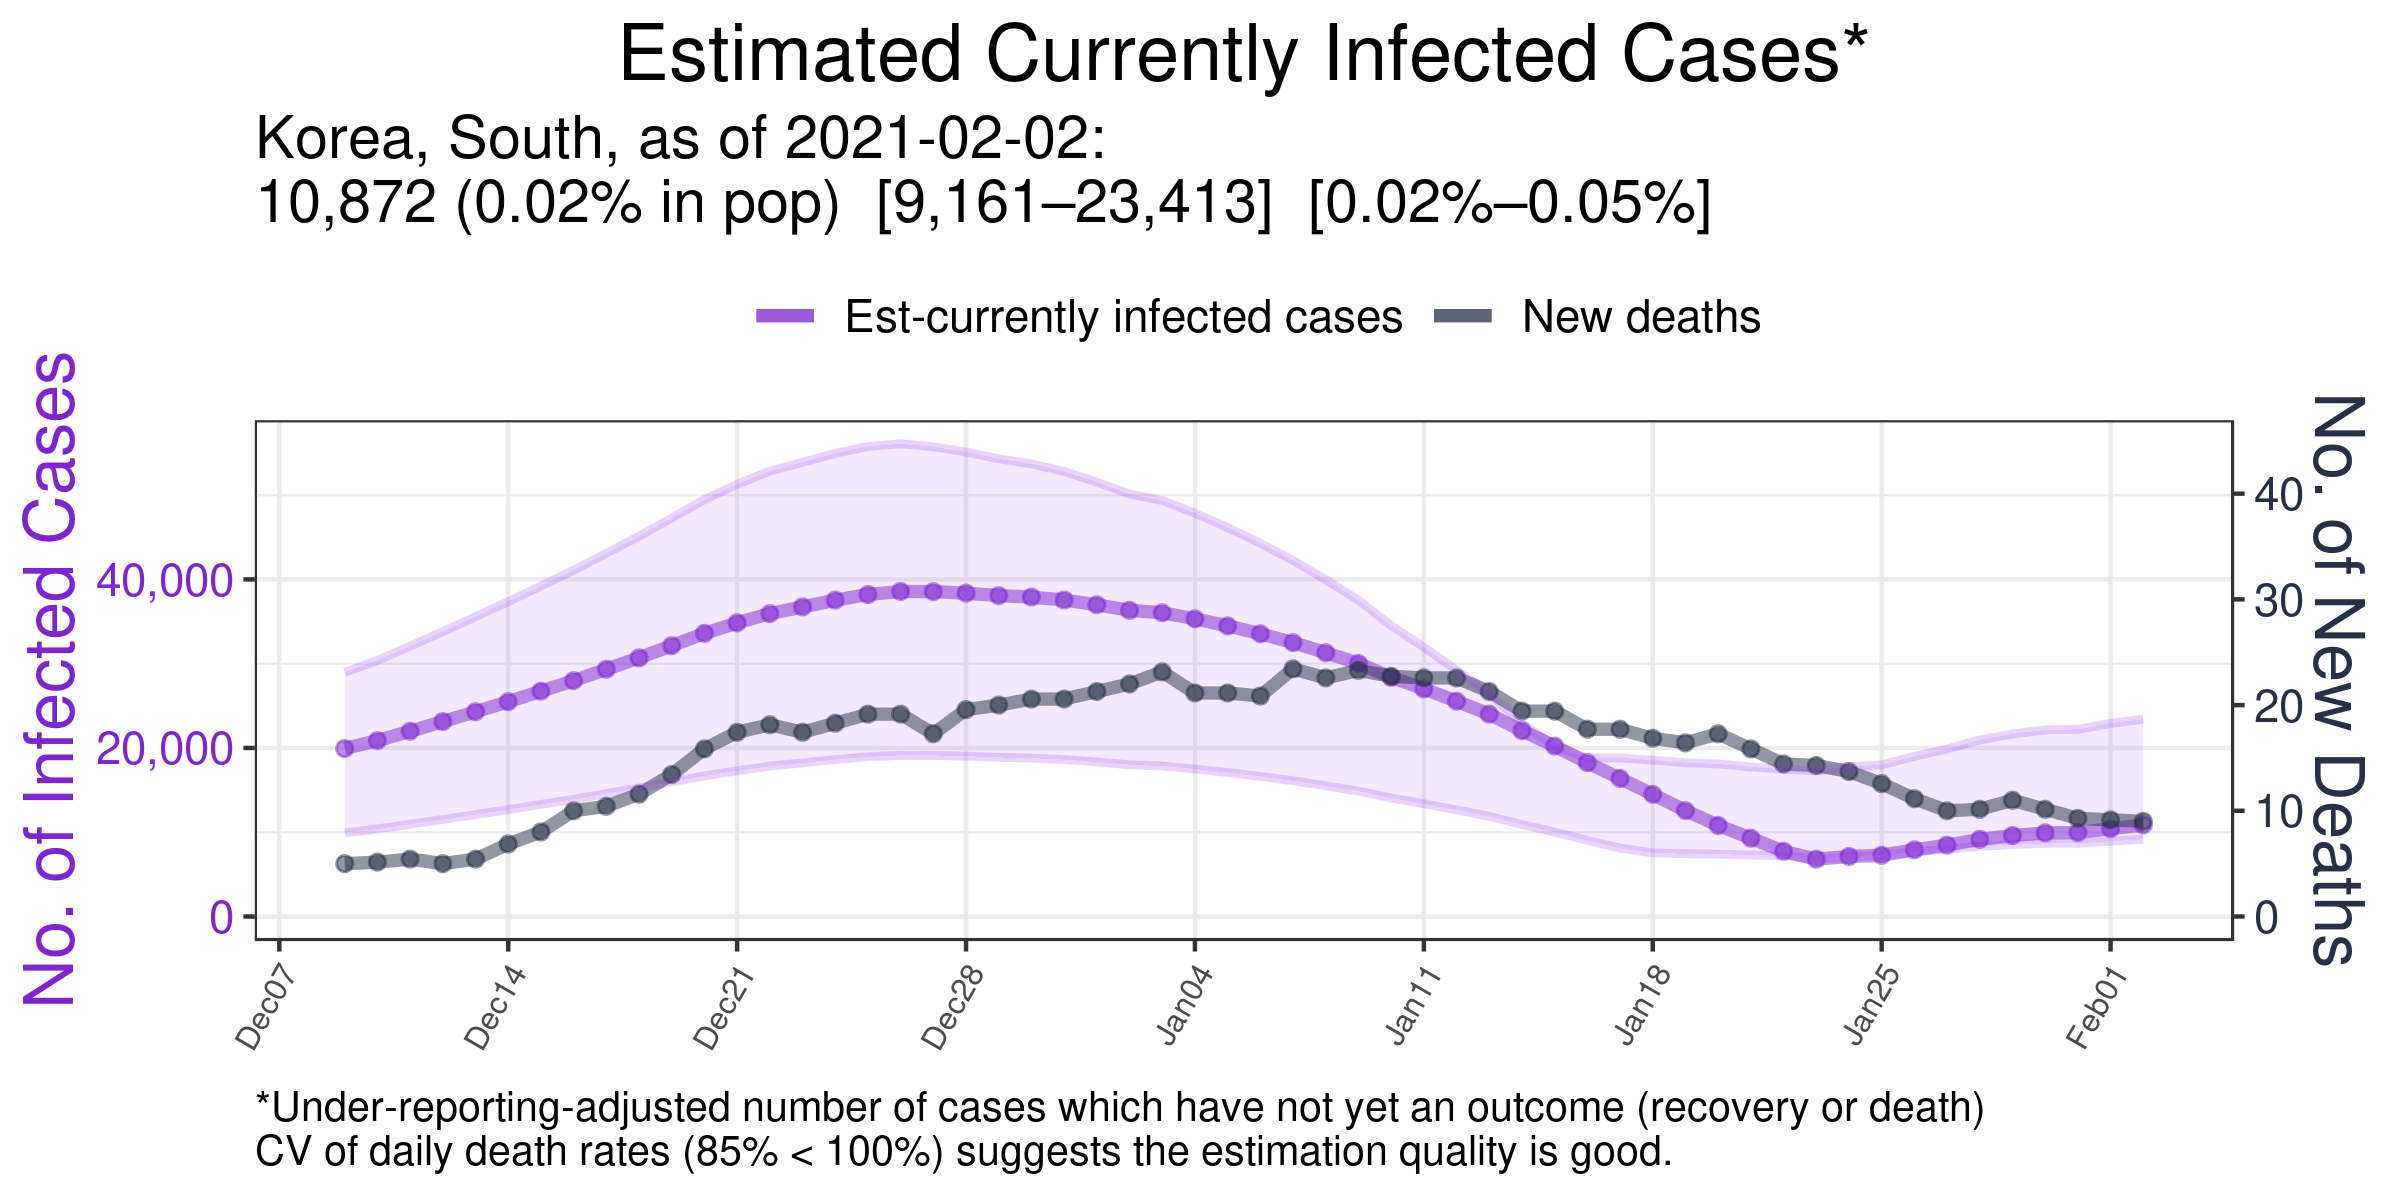 Estimated Currently Infected Cases*
Korea, South, as of 2021-02-02:
10,872 (0.02% in pop)  [9,161–23,413]  [0.02%–0.05%]
Est-currently infected cases
New deaths
No. of Infected Cases
40,000
20,000
0
40
30
20
10
0
No. of New Deaths
Dec07
Dec14
Dec21
Dec28
Jan04
Jan11
Jan18
Jan25
Feb01
*Under-reporting-adjusted number of cases which have not yet an outcome (recovery or death)
CV of daily death rates (85% < 100%) suggests the estimation quality is good.